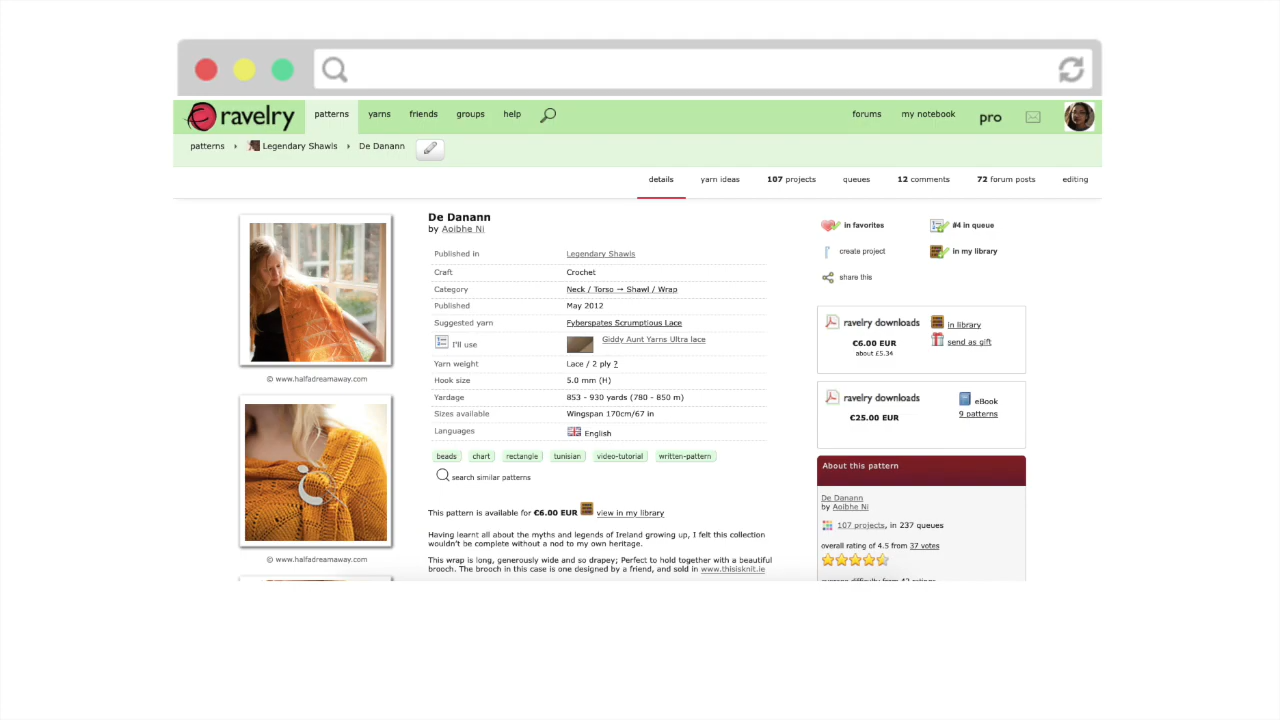 ravelry
patterns yarns friends groups help
forums my notebook pro
patterns Legendary Shawls De Danann
details yarn ideas 107 projects queues 12 comments 72 forum posts editing
De Danann
by Aoibhe Ni
Published in Legendary Shawls
Craft Crochet
Category Neck / Torso → Shawl / Wrap
Published May 2012
Suggested yarn Fyberspates Scrumptious Lace
I'll use Giddy Aunt Yarns Ultra lace
Yarn weight Lace / 2 ply ?
Hook size 5.0 mm (H)
Yardage 853 - 930 yards (780 - 850 m)
Sizes available Wingspan 170cm/67 in
Languages English
beads chart rectangle tunisian video-tutorial written-pattern
search similar patterns
This pattern is available for €6.00 EUR view in my library
Having learnt all about the myths and legends of Ireland growing up, I felt this collection
wouldn't be complete without a nod to my own heritage.
This wrap is long, generously wide and so drapey; Perfect to hold together with a beautiful
brooch. The brooch in this case is one designed by a friend, and sold in www.thisisknit.ie
© www.halfadreamaway.com
© www.halfadreamaway.com
in favorites #4 in queue
create project in my library
share this
ravelry downloads in library
€6.00 EUR send as gift
about £5.34
ravelry downloads eBook
€25.00 EUR 9 patterns
About this pattern
De Danann
by Aoibhe Ni
107 projects, in 237 queues
overall rating of 4.5 from 37 votes
average difficulty from 42 ratings